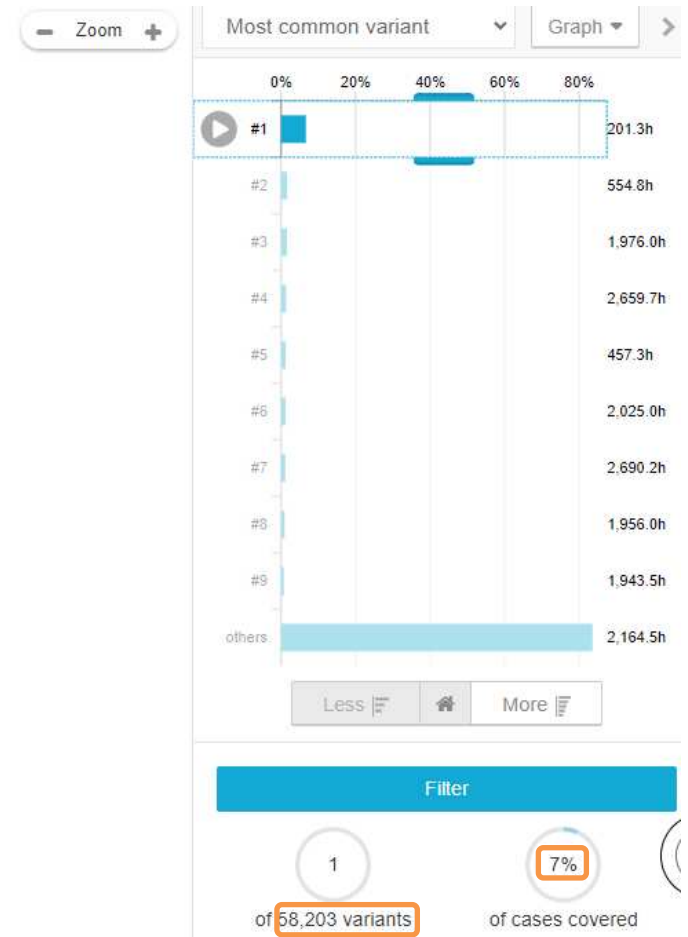 Zoom
Most common variant
Graph
0% 20% 40% 60% 80%
#1 201.3h
#2 554.8h
#3 1,976.0h
#4 2,659.7h
#5 457.3h
#6 2,025.0h
#7 2,690.2h
#8 1,956.0h
#9 1,943.5h
others 2,164.5h
Less More
Filter
1 7%
of 58,203 variants of cases covered